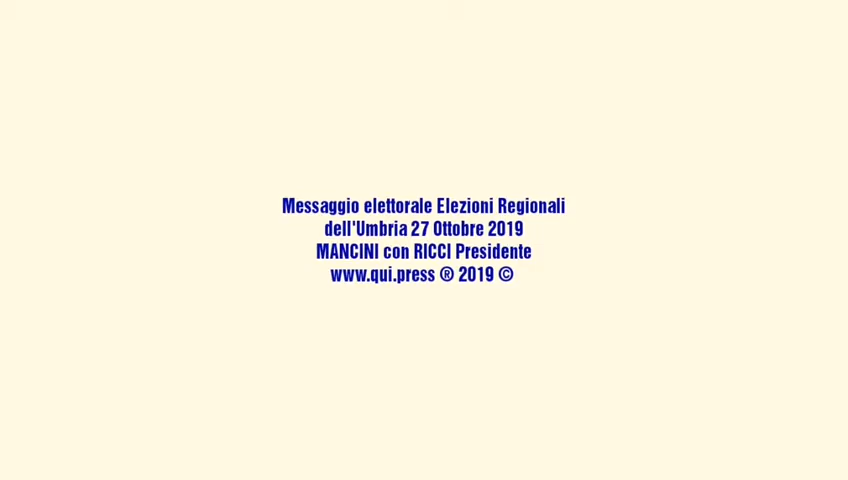 Messaggio elettorale Elezioni Regionali
dell'Umbria 27 Ottobre 2019
MANCINI con RICCI Presidente
www.qui.press ® 2019 ©